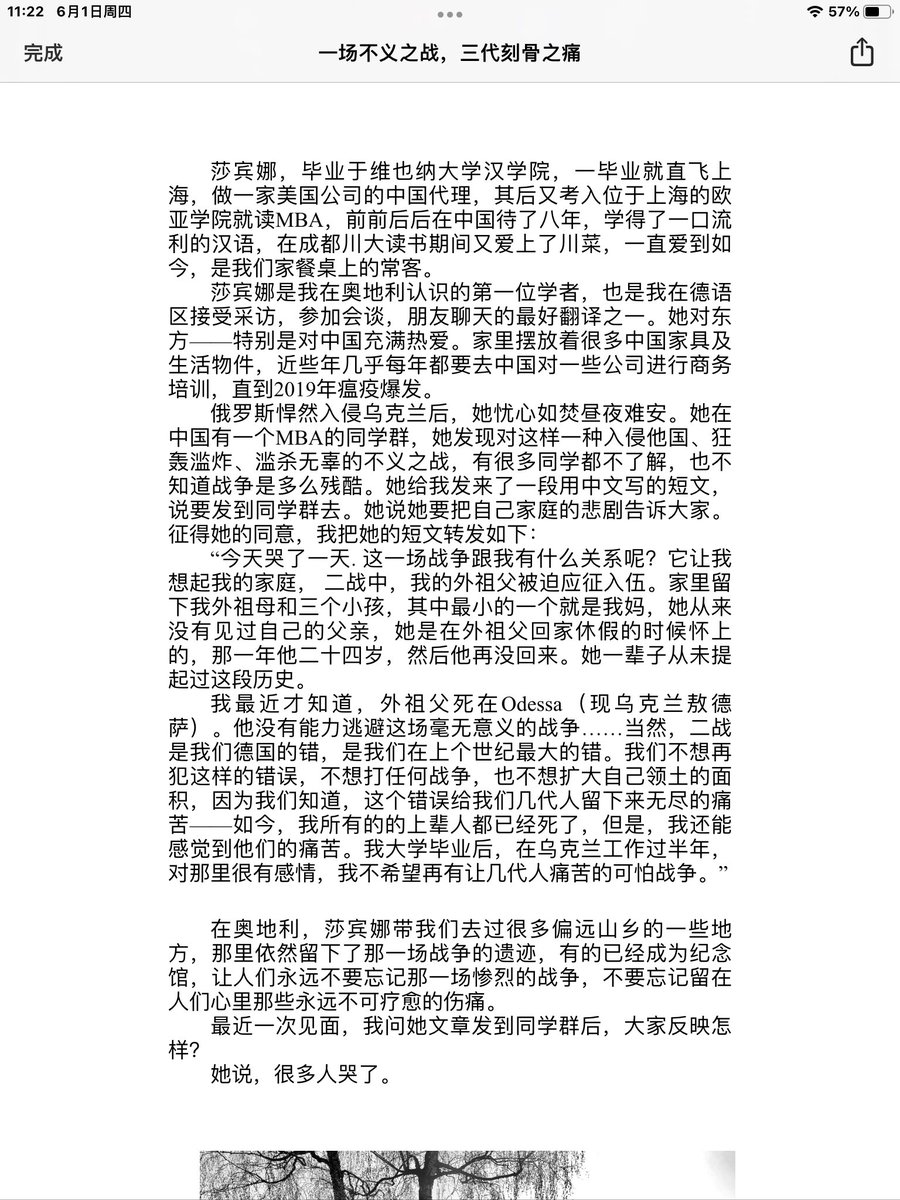 11:22 6月1日周四
57%
完成
一场不义之战，三代刻骨之痛
莎宾娜，毕业于维也纳大学汉学院，一毕业就直飞上
海，做一家美国公司的中国代理，其后又考入位于上海的欧
亚学院就读MBA，前前后后在中国待了八年，学得了一口流
利的汉语，在成都川大读书期间又爱上了川菜，一直爱到如
今，是我们家餐桌上的常客。
莎宾娜是我在奥地利认识的第一位学者，也是我在德语
区接受采访，参加会谈，朋友聊天的最好翻译之一。她对东
方——特别是对中国充满热爱。家里摆放着很多中国家具及
生活物件，近些年几乎每年都要去中国对一些公司进行商务
培训，直到2019年瘟疫爆发。
俄罗斯悍然入侵乌克兰后，她忧心如焚昼夜难安。她在
中国有一个MBA的同学群，她发现对这样一种入侵他国、狂
轰滥炸、滥杀无辜的不义之战，有很多同学都不了解，也不
知道战争是多么残酷。她给我发来了一段用中文写的短文，
说要发到同学群去。她说她要把自己家庭的悲剧告诉大家。
征得她的同意，我把她的短文转发如下：
“今天哭了一天. 这一场战争跟我有什么关系呢？它让我
想起我的家庭， 二战中，我的外祖父被迫应征入伍。家里留
下我外祖母和三个小孩，其中最小的一个就是我妈，她从来
没有见过自己的父亲，她是在外祖父回家休假的时候怀上
的，那一年他二十四岁，然后他再没回来。她一辈子从未提
起过这段历史。
我最近才知道，外祖父死在Odessa（现乌克兰敖德
萨）。他没有能力逃避这场毫无意义的战争……当然，二战
是我们德国的错，是我们在上个世纪最大的错。我们不想再
犯这样的错误，不想打任何战争，也不想扩大自己领土的面
积，因为我们知道，这个错误给我们几代人留下来无尽的痛
苦——如今，我所有的的上辈人都已经死了，但是，我还能
感觉到他们的痛苦。我大学毕业后，在乌克兰工作过半年，
对那里很有感情，我不希望再有让几代人痛苦的可怕战争。”
在奥地利，莎宾娜带我们去过很多偏远山乡的一些地
方，那里依然留下了那一场战争的遗迹，有的已经成为纪念
馆，让人们永远不要忘记那一场惨烈的战争，不要忘记留在
人们心里那些永远不可疗愈的伤痛。
最近一次见面，我问她文章发到同学群后，大家反映怎
样？
她说，很多人哭了。